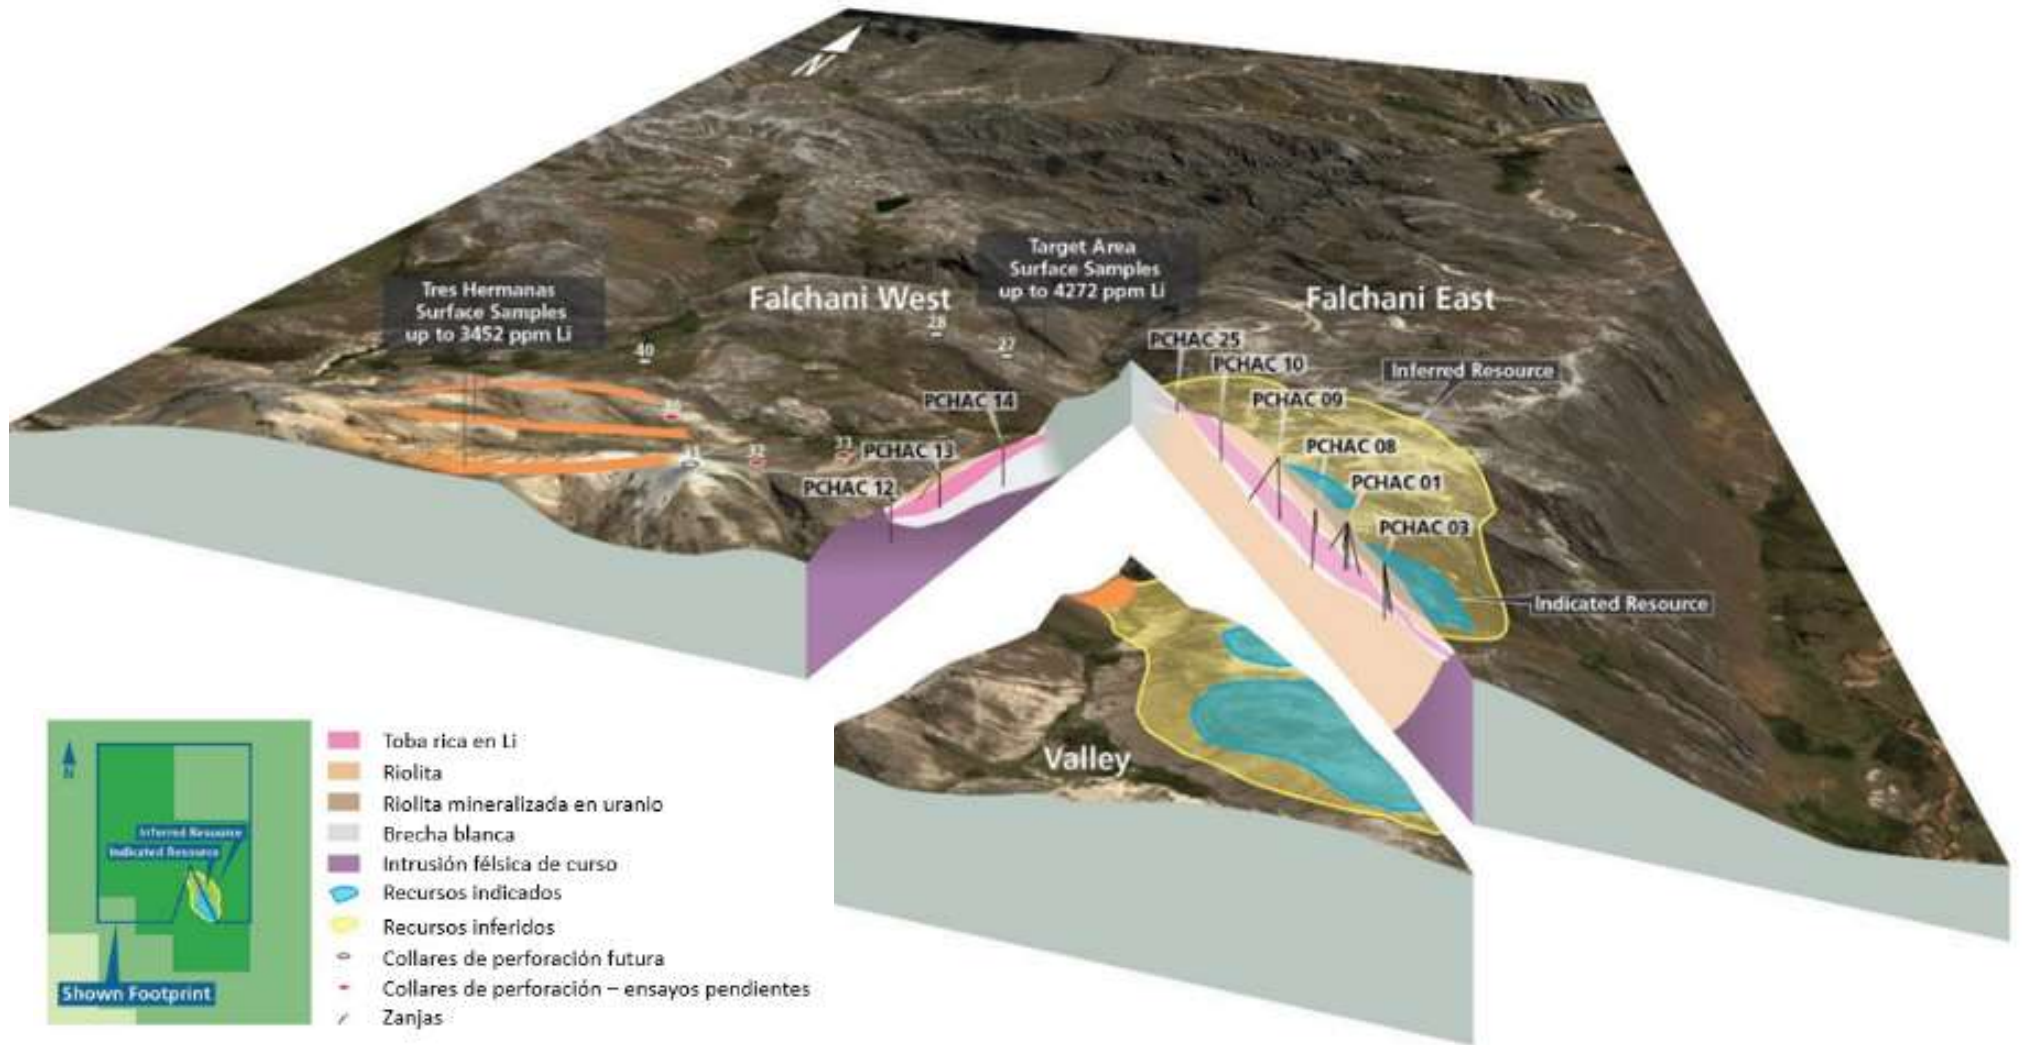 N
Target Area
Surface Samples
up to 4272 ppm Li
Tres Hermanas
Surface Samples
up to 3452 ppm Li
Falchani West
Falchani East
28
27
40
PCHAC 25
PCHAC 10
Inferred Resource
PCHAC 09
PCHAC 14
PCHAC 08
PCHAC 13
32
33
PCHAC 12
PCHAC 01
PCHAC 03
Indicated Resource
Valley
N
Inferred Resource
Indicated Resource
Shown Footprint
Toba rica en Li
Riolita
Riolita mineralizada en uranio
Brecha blanca
Intrusión félsica de curso
Recursos indicados
Recursos inferidos
Collares de perforación futura
Collares de perforación – ensayos pendientes
Zanjas